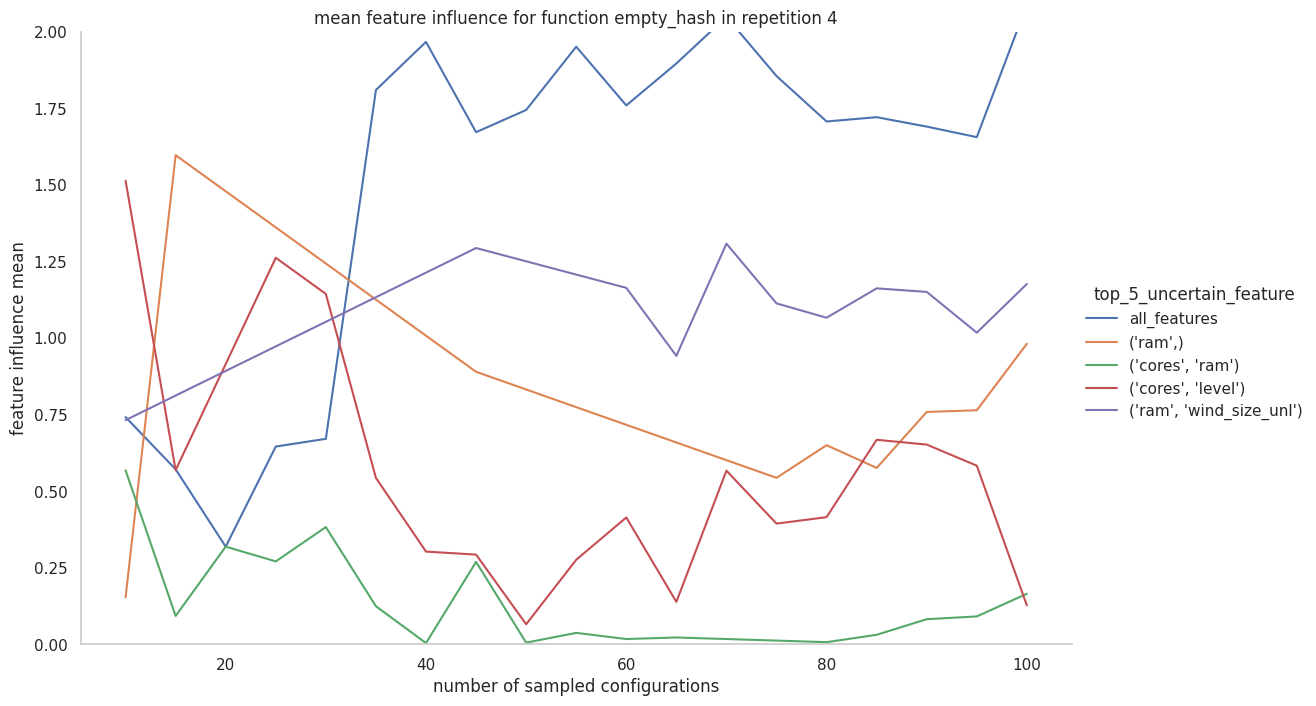 mean feature influence for function empty_hash in repetition 4
2.00
1.75
1.50
1.25
1.00
0.75
0.50
0.25
0.00
feature influence mean
20 40 60 80 100
number of sampled configurations
top_5_uncertain_feature
all_features
('ram',)
('cores', 'ram')
('cores', 'level')
('ram', 'wind_size_unl')